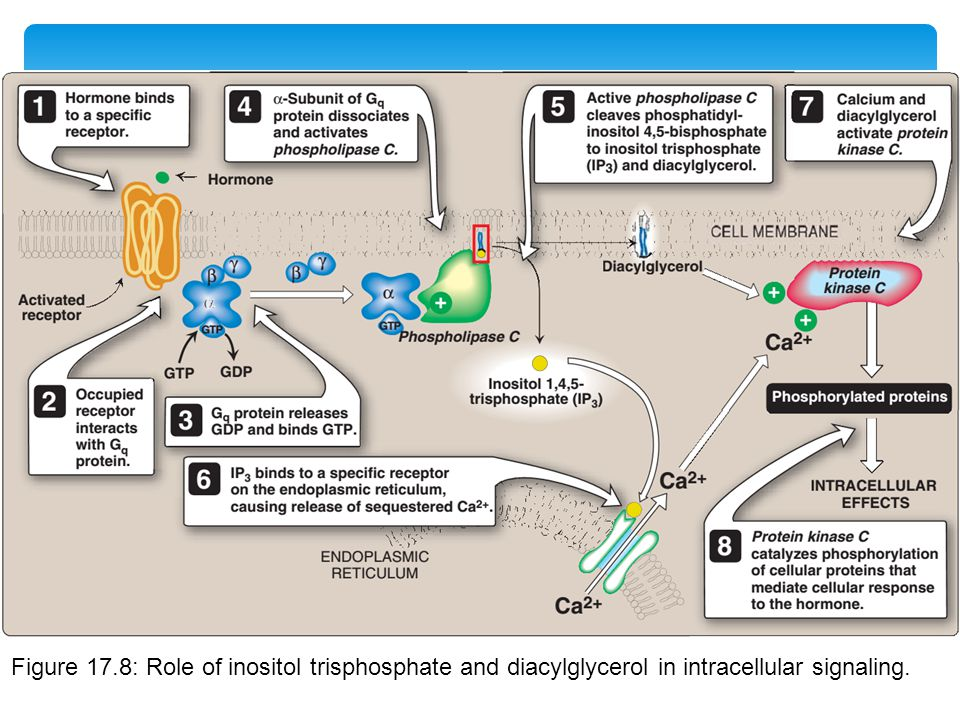 1
Hormone binds
to a specific
receptor.
4
α-Subunit of Gq
protein dissociates
and activates
phospholipase C.
5
Active phospholipase C
cleaves phosphatidyl-
inositol 4,5-bisphosphate
to inositol trisphosphate
(IP3) and diacylglycerol.
7
Calcium and
diacylglycerol
activate protein
kinase C.
Hormone
CELL MEMBRANE
Activated
receptor
β
γ
α
GTP
GTP
GDP
β
γ
α
GTP
+
Phospholipase C
Diacylglycerol
+
+
Protein
kinase C
Ca2+
Inositol 1,4,5-
trisphosphate (IP3)
Phosphorylated proteins
2
Occupied
receptor
interacts
with Gq
protein.
3
Gq protein releases
GDP and binds GTP.
6
IP3 binds to a specific receptor
on the endoplasmic reticulum,
causing release of sequestered Ca2+.
Ca2+
INTRACELLULAR
EFFECTS
ENDOPLASMIC
RETICULUM
Ca2+
8
Protein kinase C
catalyzes phosphorylation
of cellular proteins that
mediate cellular response
to the hormone.
Figure 17.8: Role of inositol trisphosphate and diacylglycerol in intracellular signaling.